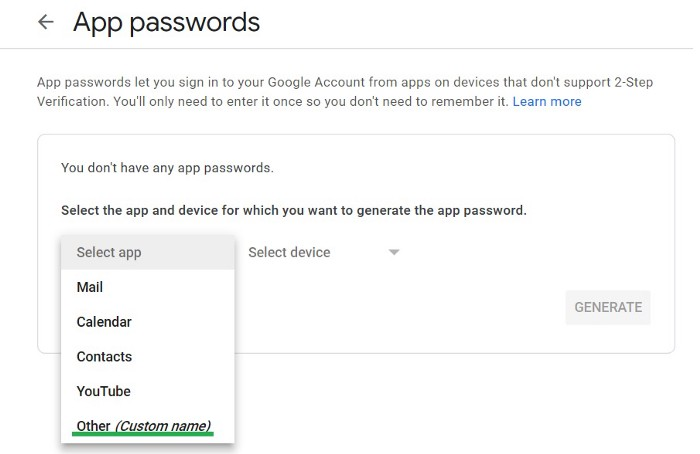 App passwords
App passwords let you sign in to your Google Account from apps on devices that don't support 2-Step
Verification. You'll only need to enter it once so you don't need to remember it. Learn more
You don't have any app passwords.
Select the app and device for which you want to generate the app password.
Select app
Select device
Mail
Calendar
Contacts
YouTube
Other (Custom name)
GENERATE